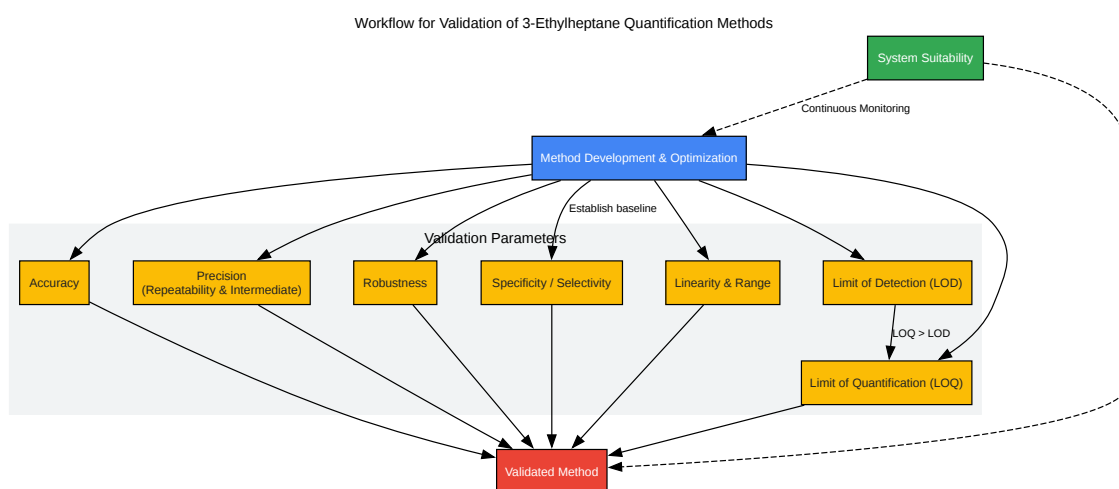 Workflow for Validation of 3-Ethylheptane Quantification Methods
System Suitability
Continuous Monitoring
Method Development & Optimization
Establish baseline
Validation Parameters
Accuracy
Precision
(Repeatability & Intermediate)
Robustness
Specificity / Selectivity
Linearity & Range
Limit of Detection (LOD)
LOQ > LOD
Limit of Quantification (LOQ)
Validated Method